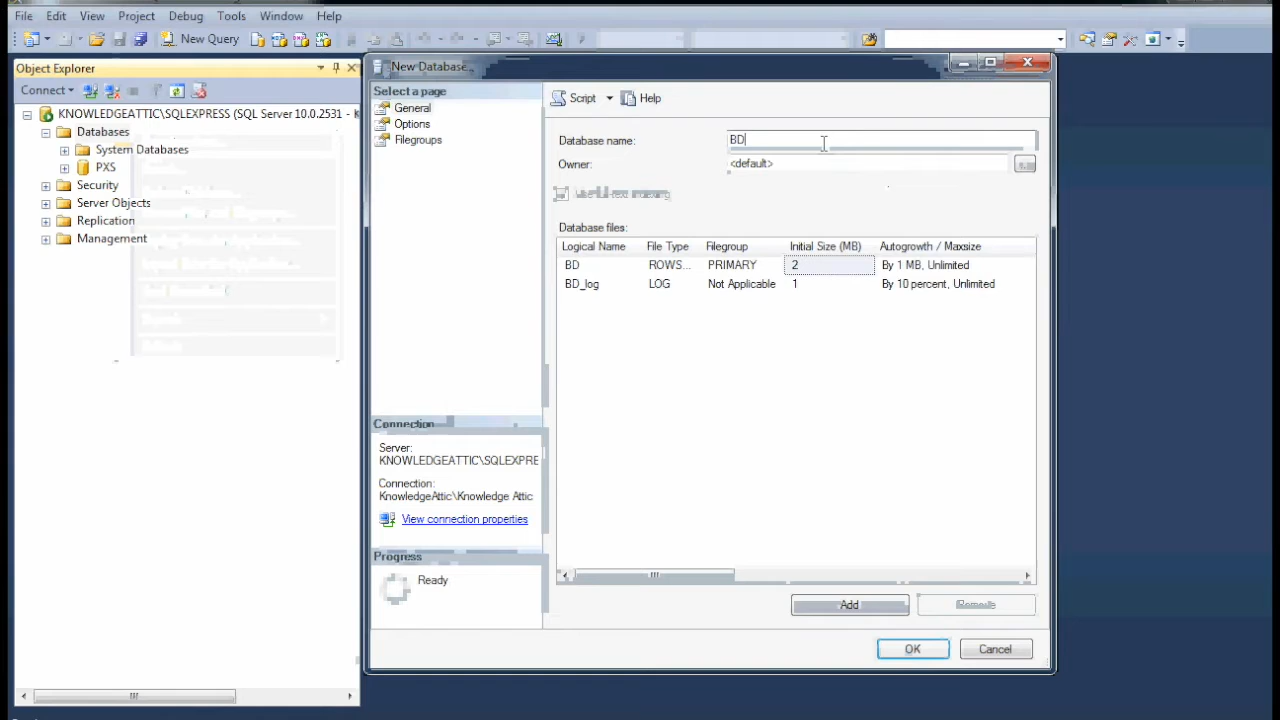 File Edit View Project Debug Tools Window Help
New Query
Object Explorer
Connect
KNOWLEDGEATTIC\SQLEXPRESS (SQL Server 10.0.2531 - K
Databases
System Databases
PXS
Security
Server Objects
Replication
Management
New Database
Select a page
General
Options
Filegroups
Script Help
Database name: BD
Owner: <default>
Use full-text indexing
Database files:
Logical Name File Type Filegroup Initial Size (MB) Autogrowth / Maxsize
BD ROWS... PRIMARY 2 By 1 MB, Unlimited
BD_log LOG Not Applicable 1 By 10 percent, Unlimited
Connection
Server:
KNOWLEDGEATTIC\SQLEXPRE
Connection:
KnowledgeAttic\Knowledge Attic
View connection properties
Progress
Ready
Add Remove
OK Cancel